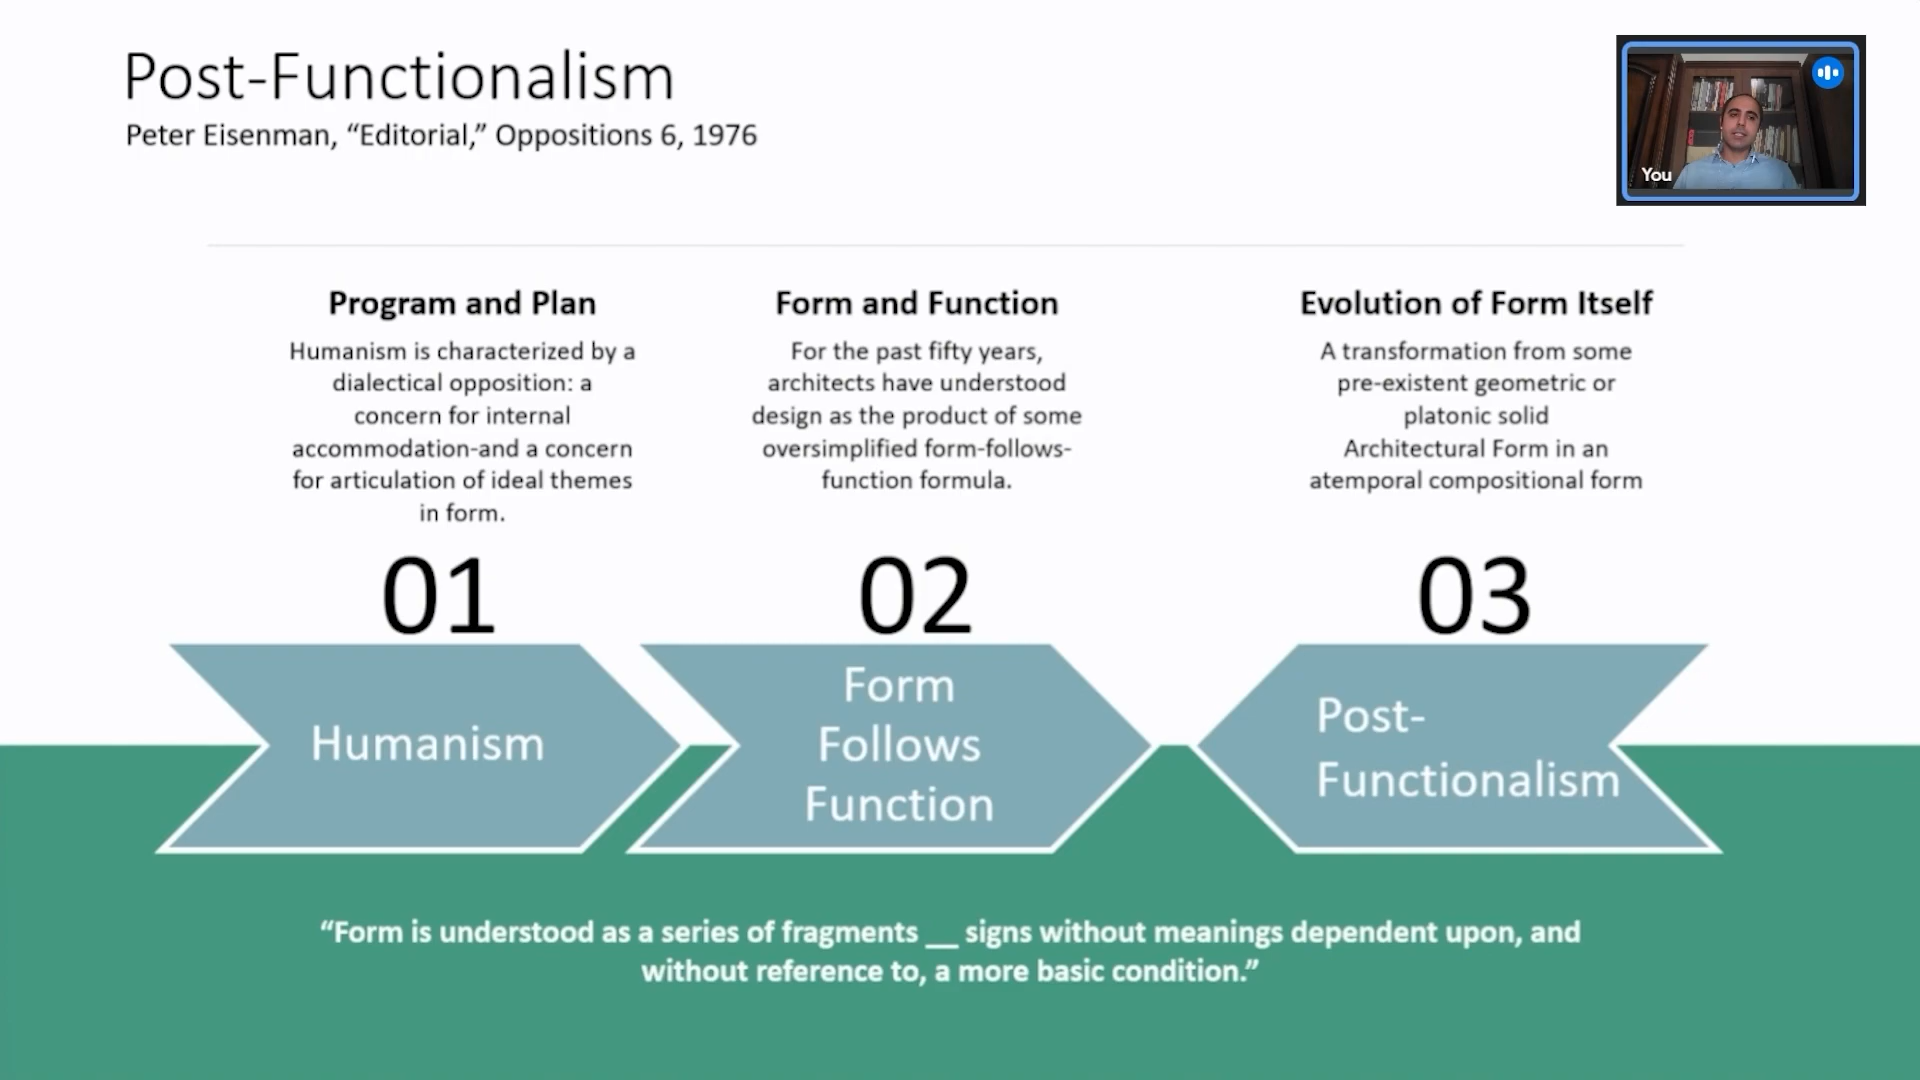 Post-Functionalism
Peter Eisenman, “Editorial,” Oppositions 6, 1976
You
Program and Plan
Humanism is characterized by a
dialectical opposition: a
concern for internal
accommodation-and a concern
for articulation of ideal themes
in form.
01
Humanism
Form and Function
For the past fifty years,
architects have understood
design as the product of some
oversimplified form-follows-
function formula.
02
Form
Follows
Function
Evolution of Form Itself
A transformation from some
pre-existent geometric or
platonic solid
Architectural Form in an
atemporal compositional form
03
Post-
Functionalism
“Form is understood as a series of fragments __ signs without meanings dependent upon, and
without reference to, a more basic condition.”